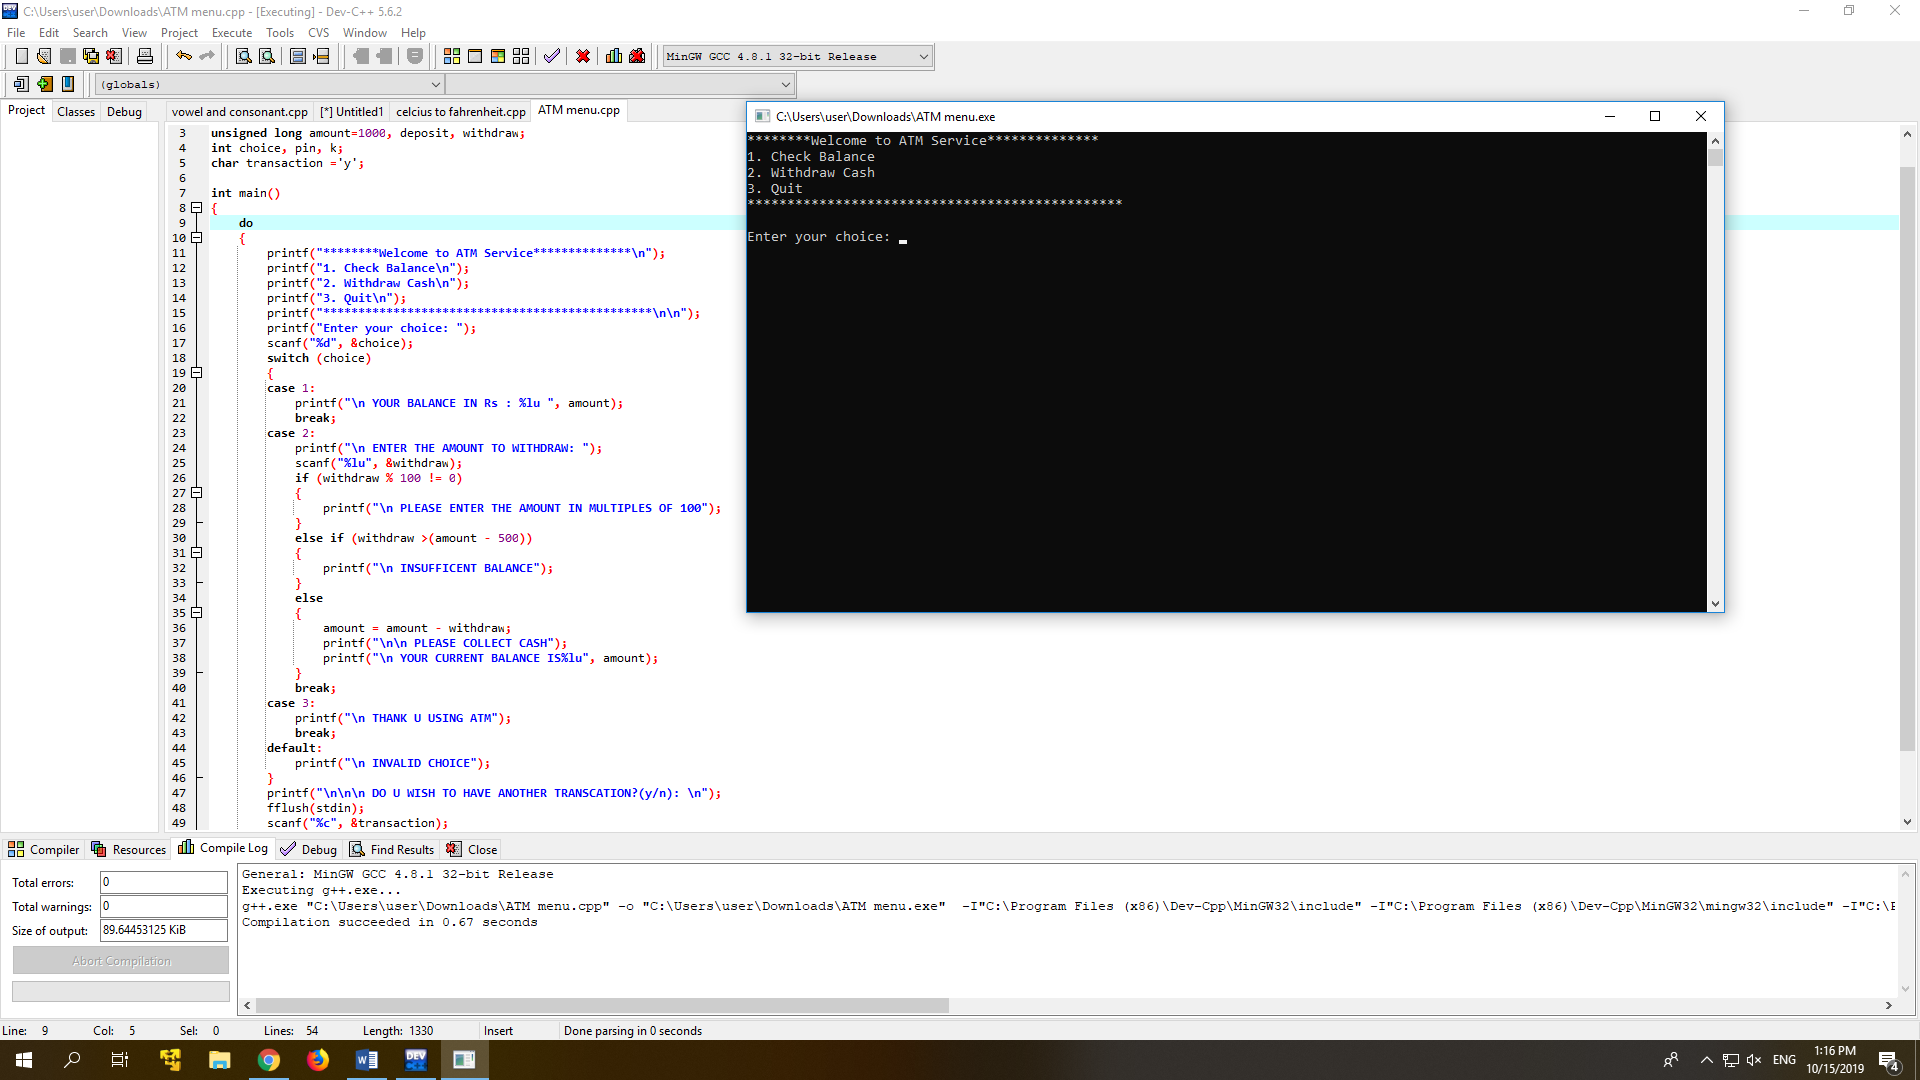 C:\Users\user\Downloads\ATM menu.cpp - [Executing] - Dev-C++ 5.6.2
File Edit Search View Project Execute Tools CVS Window Help
MinGW GCC 4.8.1 32-bit Release
(globals)
Project Classes Debug
vowel and consonant.cpp [*] Untitled1 celcius to fahrenheit.cpp ATM menu.cpp
3 unsigned long amount=1000, deposit, withdraw;
4 int choice, pin, k;
5 char transaction ='y';
6
7 int main()
8 {
9 do
10 {
11 printf("********Welcome to ATM Service**************\n");
12 printf("1. Check Balance\n");
13 printf("2. Withdraw Cash\n");
14 printf("3. Quit\n");
15 printf("***********************************************\n\n");
16 printf("Enter your choice: ");
17 scanf("%d", &choice);
18 switch (choice)
19 {
20 case 1:
21 printf("\n YOUR BALANCE IN Rs : %lu ", amount);
22 break;
23 case 2:
24 printf("\n ENTER THE AMOUNT TO WITHDRAW: ");
25 scanf("%lu", &withdraw);
26 if (withdraw % 100 != 0)
27 {
28 printf("\n PLEASE ENTER THE AMOUNT IN MULTIPLES OF 100");
29 }
30 else if (withdraw >(amount - 500))
31 {
32 printf("\n INSUFFICENT BALANCE");
33 }
34 else
35 {
36 amount = amount - withdraw;
37 printf("\n\n PLEASE COLLECT CASH");
38 printf("\n YOUR CURRENT BALANCE IS%lu", amount);
39 }
40 break;
41 case 3:
42 printf("\n THANK U USING ATM");
43 break;
44 default:
45 printf("\n INVALID CHOICE");
46 }
47 printf("\n\n\n DO U WISH TO HAVE ANOTHER TRANSCATION?(y/n): \n");
48 fflush(stdin);
49 scanf("%c", &transaction);
C:\Users\user\Downloads\ATM menu.exe
********Welcome to ATM Service**************
1. Check Balance
2. Withdraw Cash
3. Quit
***********************************************
Enter your choice: _
Compiler Resources Compile Log Debug Find Results Close
Total errors: 0
Total warnings: 0
Size of output: 89.64453125 KiB
Abort Compilation
General: MinGW GCC 4.8.1 32-bit Release
Executing g++.exe...
g++.exe "C:\Users\user\Downloads\ATM menu.cpp" -o "C:\Users\user\Downloads\ATM menu.exe" -I"C:\Program Files (x86)\Dev-Cpp\MinGW32\include" -I"C:\Program Files (x86)\Dev-Cpp\MinGW32\mingw32\include" -I"C:\
Compilation succeeded in 0.67 seconds
Line: 9 Col: 5 Sel: 0 Lines: 54 Length: 1330 Insert Done parsing in 0 seconds
DEV
ENG
1:16 PM
10/15/2019
4